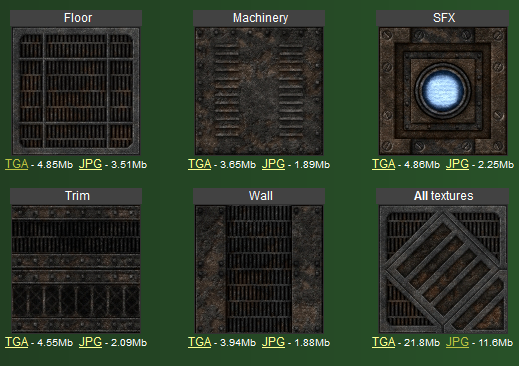 Floor Machinery SFX
TGA - 4.85Mb JPG - 3.51Mb TGA - 3.65Mb JPG - 1.89Mb TGA - 4.86Mb JPG - 2.25Mb
Trim Wall All textures
TGA - 4.55Mb JPG - 2.09Mb TGA - 3.94Mb JPG - 1.88Mb TGA - 21.8Mb JPG - 11.6Mb